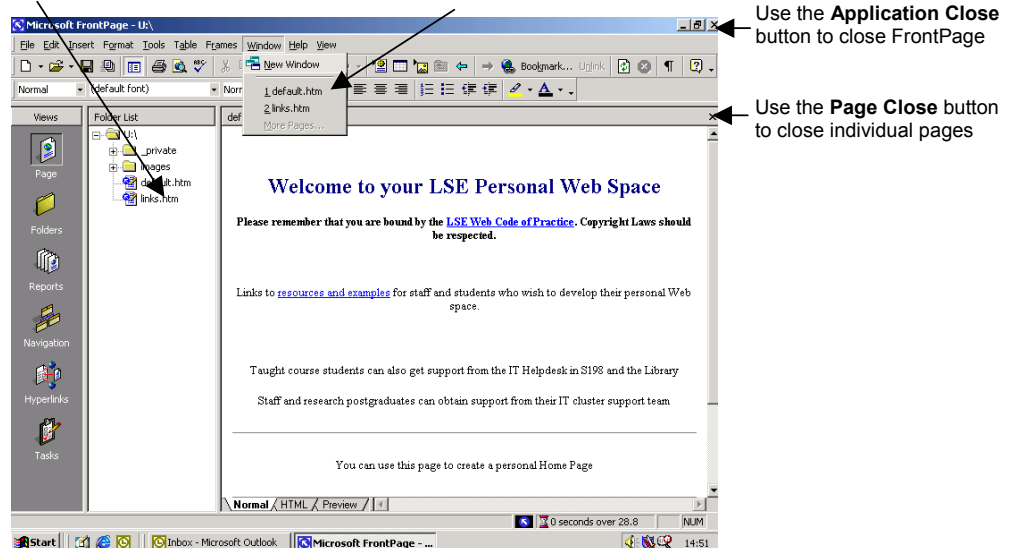 Microsoft FrontPage - U:\
Use the Application Close
button to close FrontPage
File Edit Insert Format Tools Table Frames Window Help View
New Window
Bookmark... Unlink
1 default.htm
2 links.htm
More Pages...
Normal (default font) Norr
Use the Page Close button
to close individual pages
Views
Folder List
def
U:\
_private
images
default.htm
links.htm
Page
Folders
Reports
Navigation
Hyperlinks
Tasks
Welcome to your LSE Personal Web Space
Please remember that you are bound by the LSE Web Code of Practice. Copyright Laws should
be respected.
Links to resources and examples for staff and students who wish to develop their personal Web
space.
Taught course students can also get support from the IT Helpdesk in S198 and the Library
Staff and research postgraduates can obtain support from their IT cluster support team
You can use this page to create a personal Home Page
Normal HTML Preview
0 seconds over 28.8 NUM
Start Inbox - Microsoft Outlook Microsoft FrontPage - ... 14:51